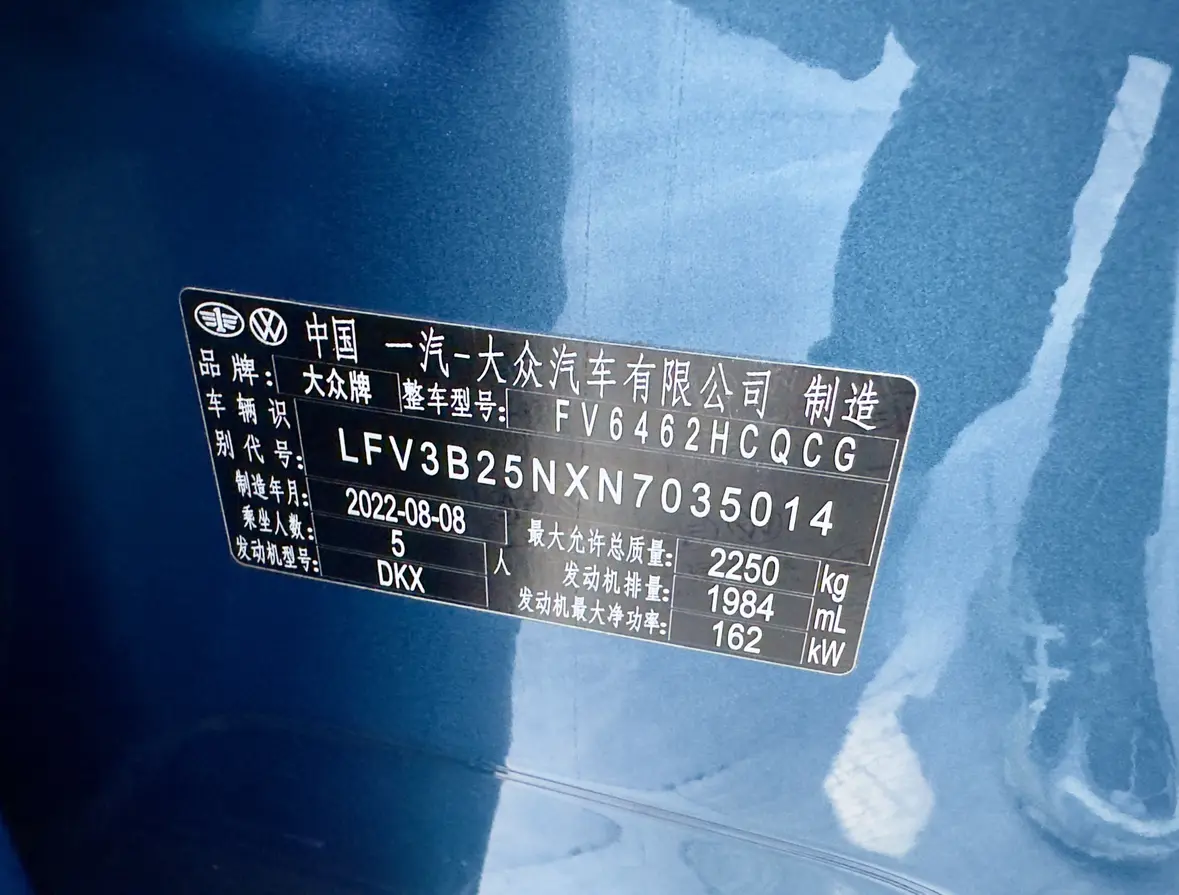 中国 一汽-大众汽车有限公司 制造
品牌: 大众牌 整车型号: FV6462HCQCG
车辆识别代号: LFV3B25NXN7035014
制造年月: 2022-08-08 最大允许总质量: 2250 kg
乘坐人数: 5 人 发动机排量: 1984 mL
发动机型号: DKX 发动机最大净功率: 162 kW